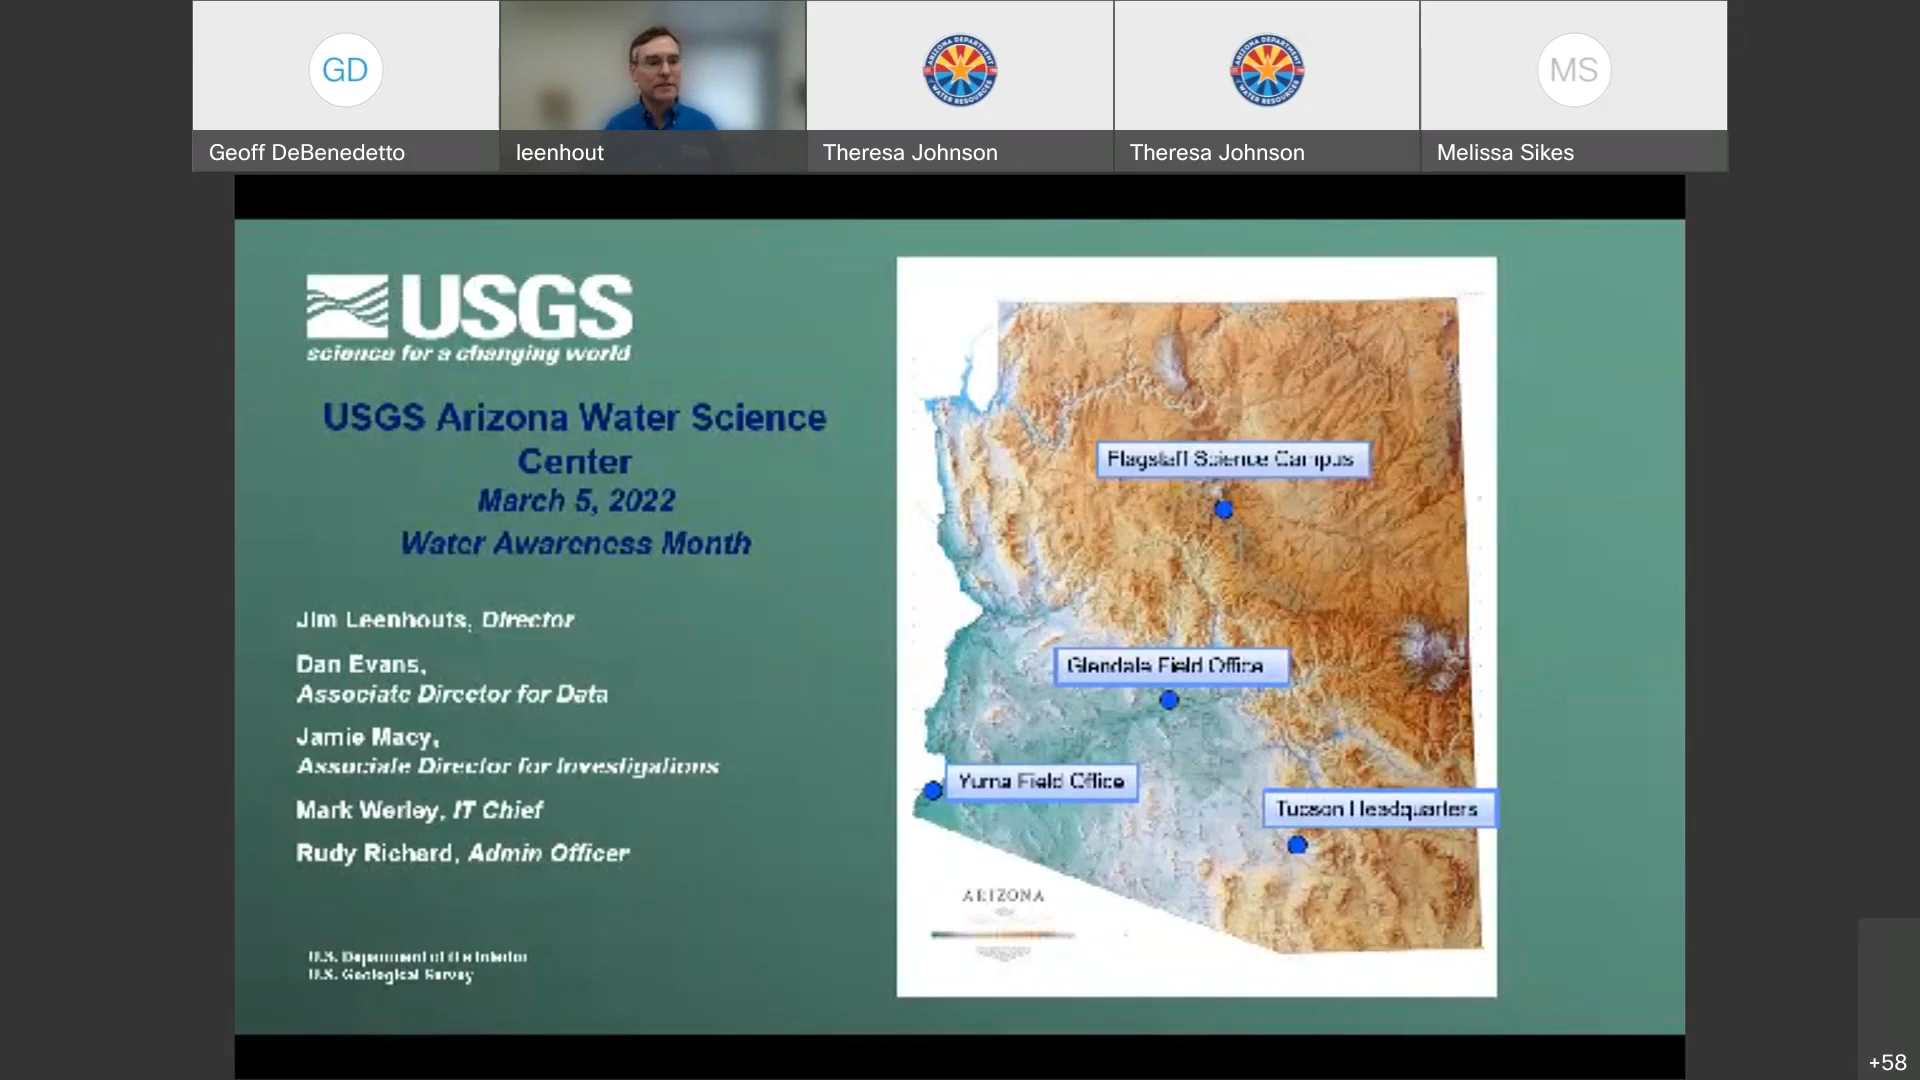 GD
MS
Geoff DeBenedetto
leenhout
Theresa Johnson
Theresa Johnson
Melissa Sikes
USGS
science for a changing world
USGS Arizona Water Science
Center
March 5, 2022
Water Awareness Month
Jim Leenhouts, Director
Dan Evans,
Associate Director for Data
Jamie Macy,
Associate Director for Investigations
Mark Werley, IT Chief
Rudy Richard, Admin Officer
U.S. Department of the Interior
U.S. Geological Survey
Flagstaff Science Campus
Glendale Field Office
Yuma Field Office
Tucson Headquarters
ARIZONA
+58